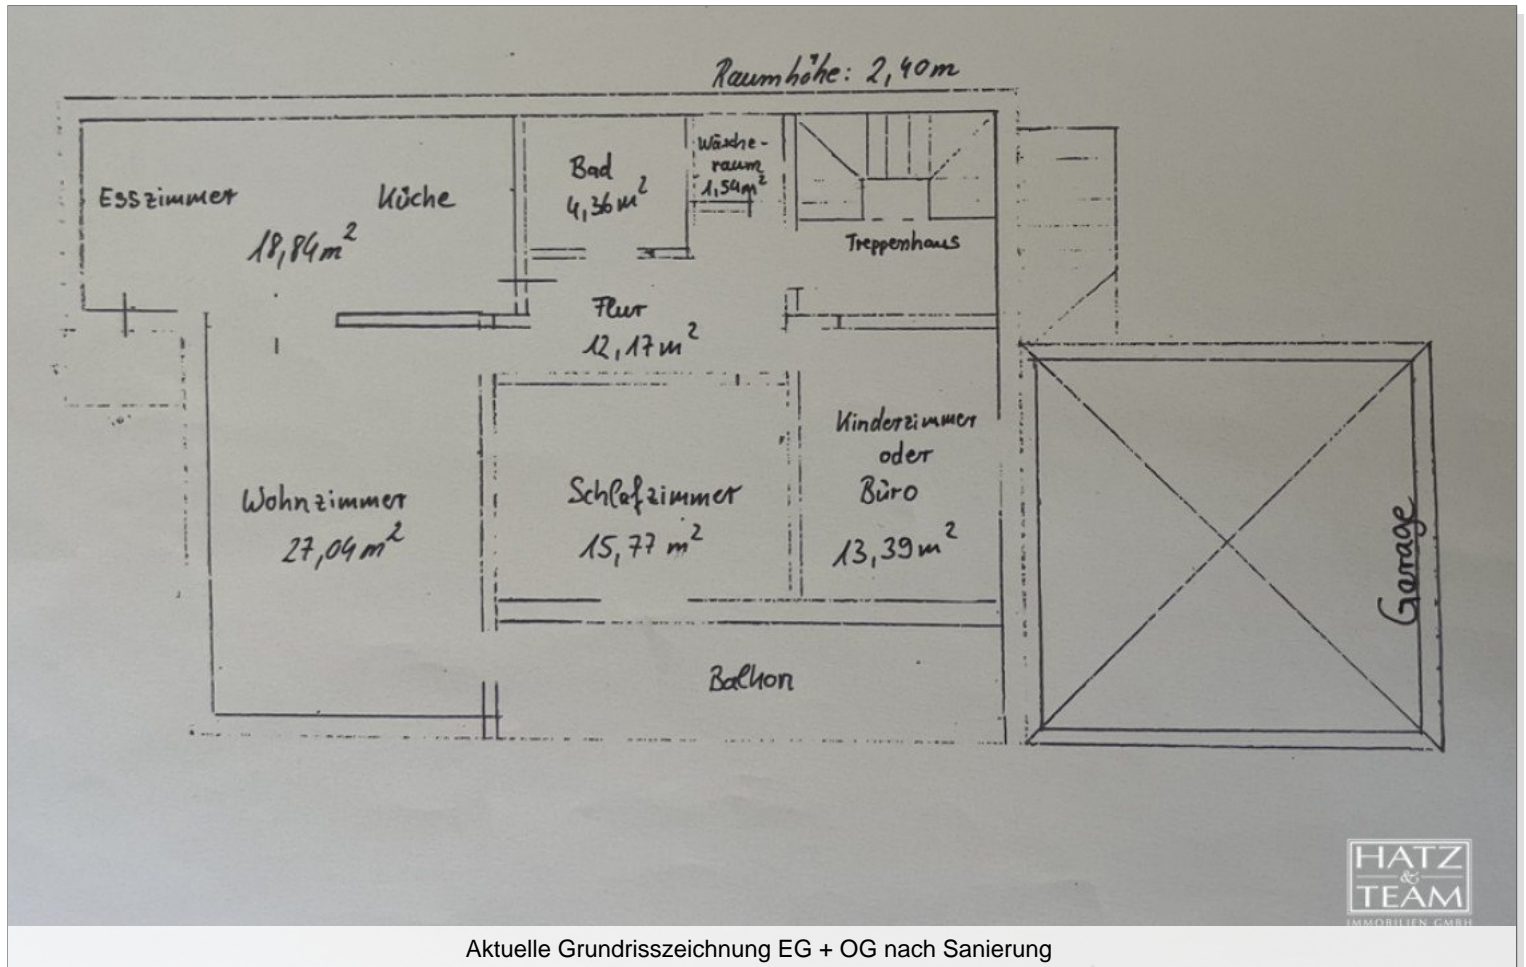 Raumhöhe: 2,40m
Esszimmer
Küche
18,84m²
Bad
4,36m²
Wäsche-
raum
1,54m²
Treppenhaus
Flur
12,17m²
Wohnzimmer
27,04m²
Schlafzimmer
15,77 m²
Kinderzimmer
oder
Büro
13,39m²
Balkon
Garage
HATZ
&
TEAM
IMMOBILIEN GMBH
Aktuelle Grundrisszeichnung EG + OG nach Sanierung